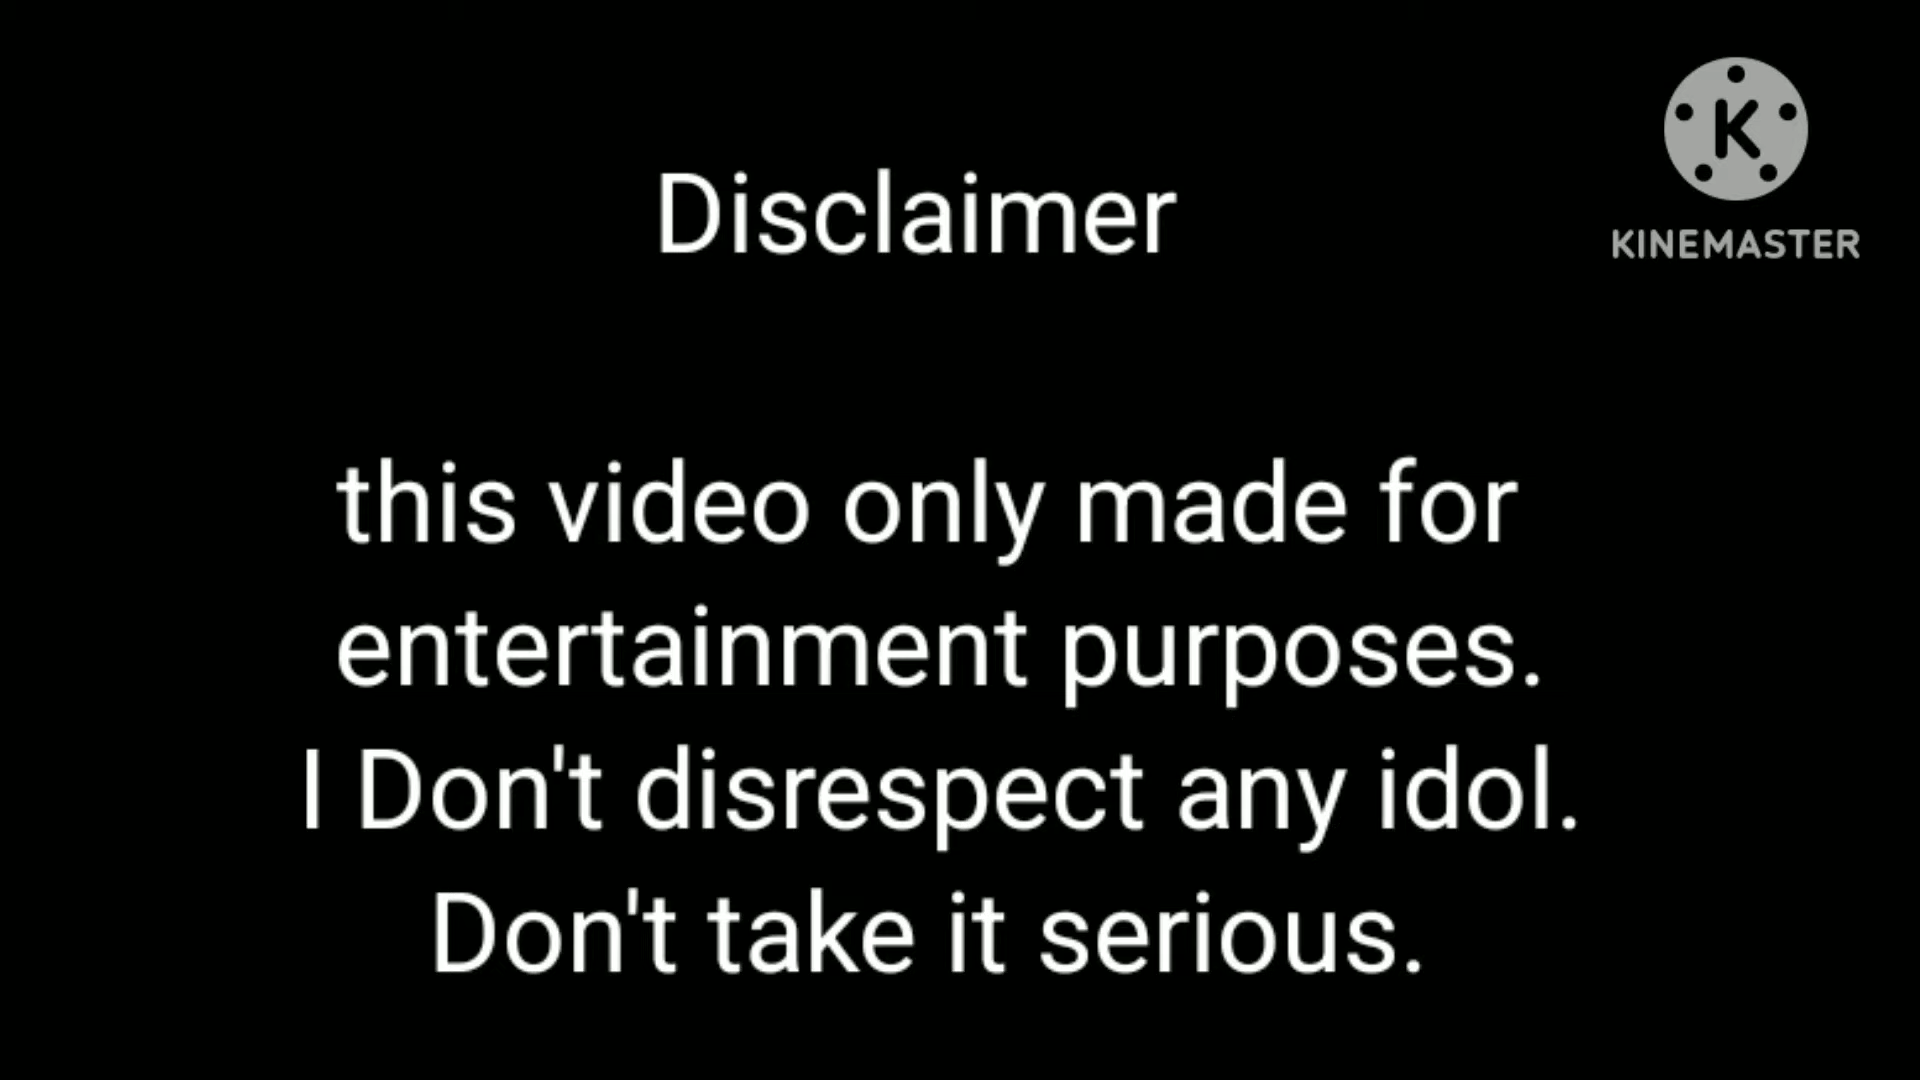 K
KINEMASTER
Disclaimer
this video only made for
entertainment purposes.
I Don't disrespect any idol.
Don't take it serious.